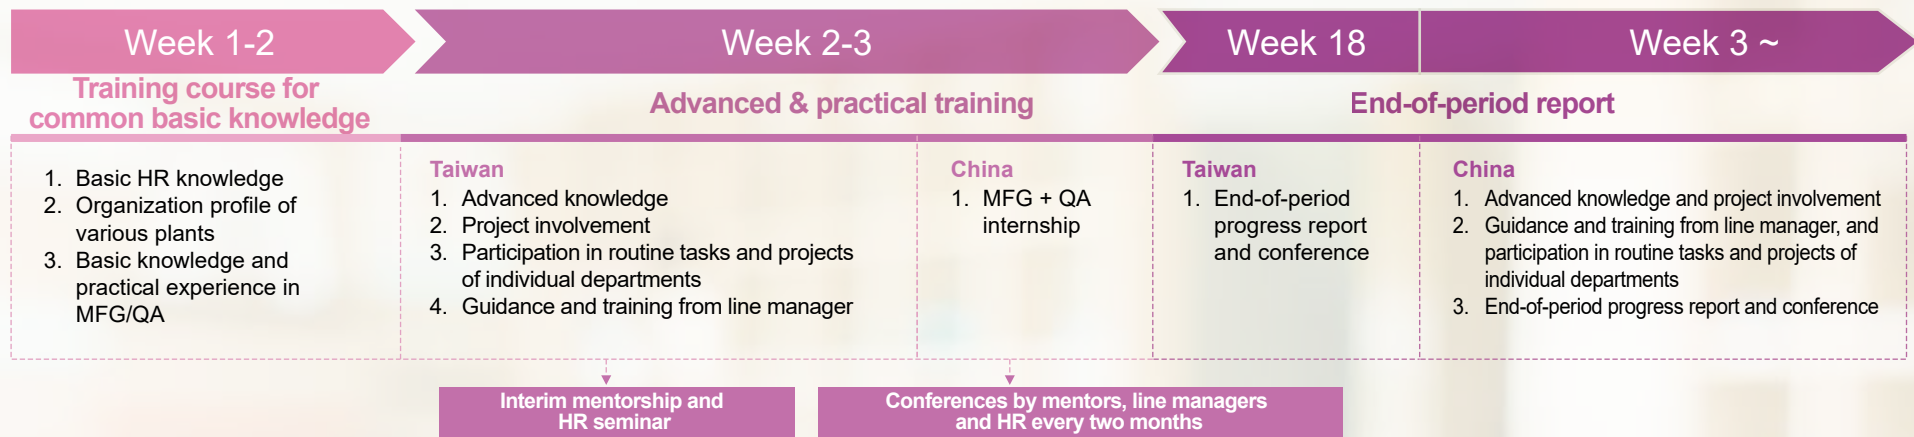 Week 1-2
Week 2-3
Week 18
Week 3 ~
Training course for
common basic knowledge
Advanced & practical training
End-of-period report
1. Basic HR knowledge
2. Organization profile of
various plants
3. Basic knowledge and
practical experience in
MFG/QA
Taiwan
1. Advanced knowledge
2. Project involvement
3. Participation in routine tasks and projects
of individual departments
4. Guidance and training from line manager
China
1. MFG + QA
internship
Taiwan
1. End-of-period
progress report
and conference
China
1. Advanced knowledge and project involvement
2. Guidance and training from line manager, and
participation in routine tasks and projects of
individual departments
3. End-of-period progress report and conference
Interim mentorship and
HR seminar
Conferences by mentors, line managers
and HR every two months